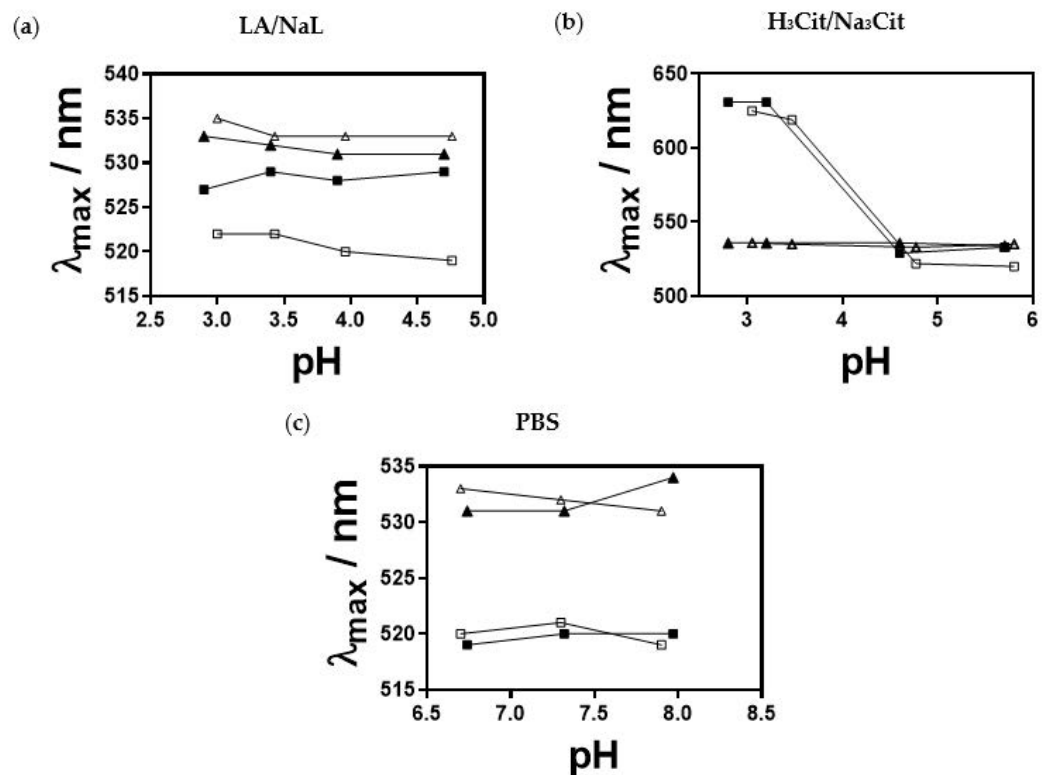 (a) LA/NaL
540
535
530
525
520
515
λmax / nm
2.5 3.0 3.5 4.0 4.5 5.0
pH
(b) H₃Cit/Na₃Cit
650
600
550
500
λmax / nm
3 4 5 6
pH
(c) PBS
535
530
525
520
515
λmax / nm
6.5 7.0 7.5 8.0 8.5
pH